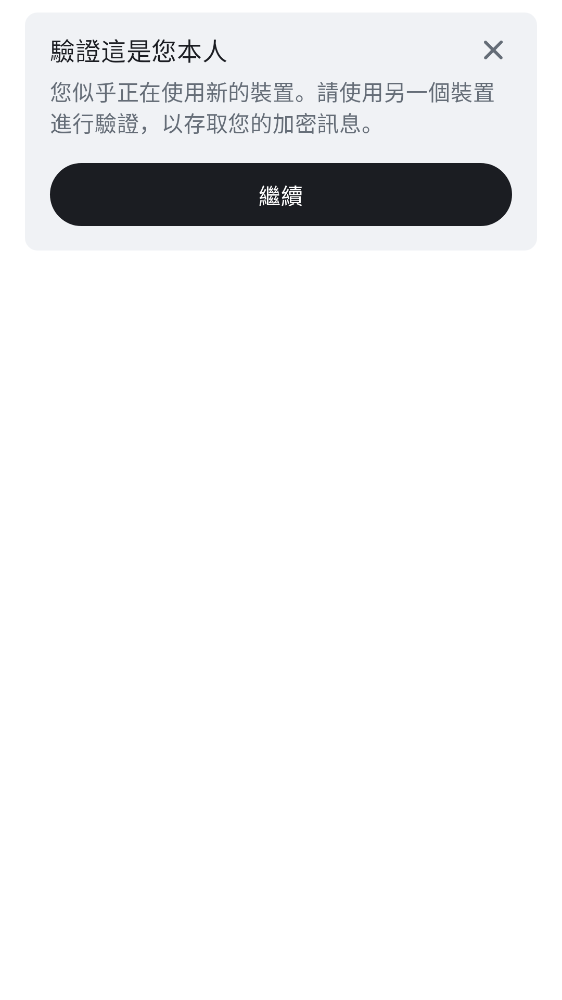 驗證這是您本人
您似乎正在使用新的裝置。請使用另一個裝置
進行驗證，以存取您的加密訊息。
繼續